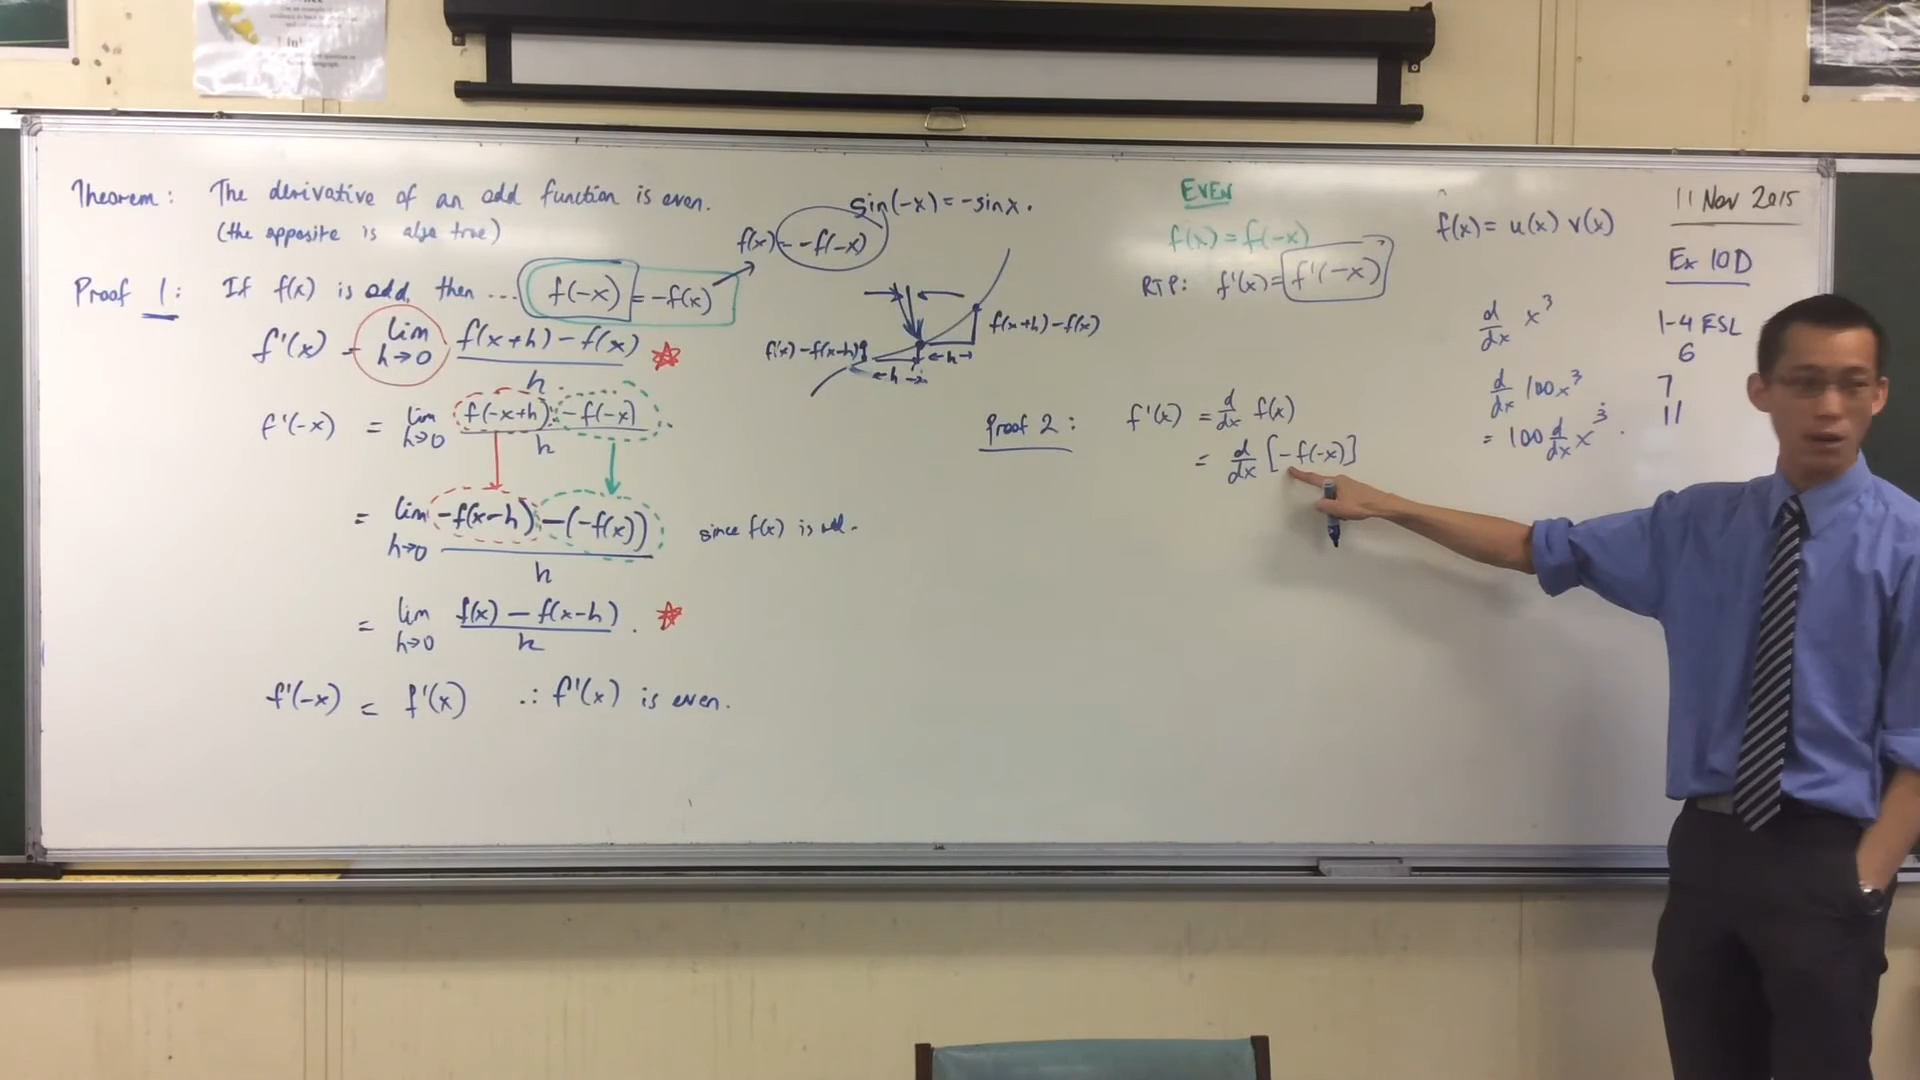 Theorem: The derivative of an odd function is even.
(the opposite is also true)
sin(-x) = -sin x.
f(x) = -f(-x)
Proof 1: If f(x) is odd, then ... f(-x) = -f(x)
f'(x) = lim h→0 f(x+h) - f(x) / h
f'(-x) = lim h→0 f(-x+h) - f(-x) / h
= lim h→0 -f(x-h) - (-f(x)) / h since f(x) is odd.
= lim h→0 f(x) - f(x-h) / h .
f'(-x) = f'(x) ∴ f'(x) is even.
f(x+h) - f(x)
f(x) - f(x-h)
←h→
←h→
EVEN
f(x) = f(-x)
RTP: f'(x) = f'(-x)
Proof 2: f'(x) = d/dx f(x)
= d/dx [-f(-x)]
f(x) = u(x) v(x)
d/dx x³
d/dx 100x³
= 100 d/dx x³.
11 Nov 2015
Ex 10D
1-4 ESL
6
7
11